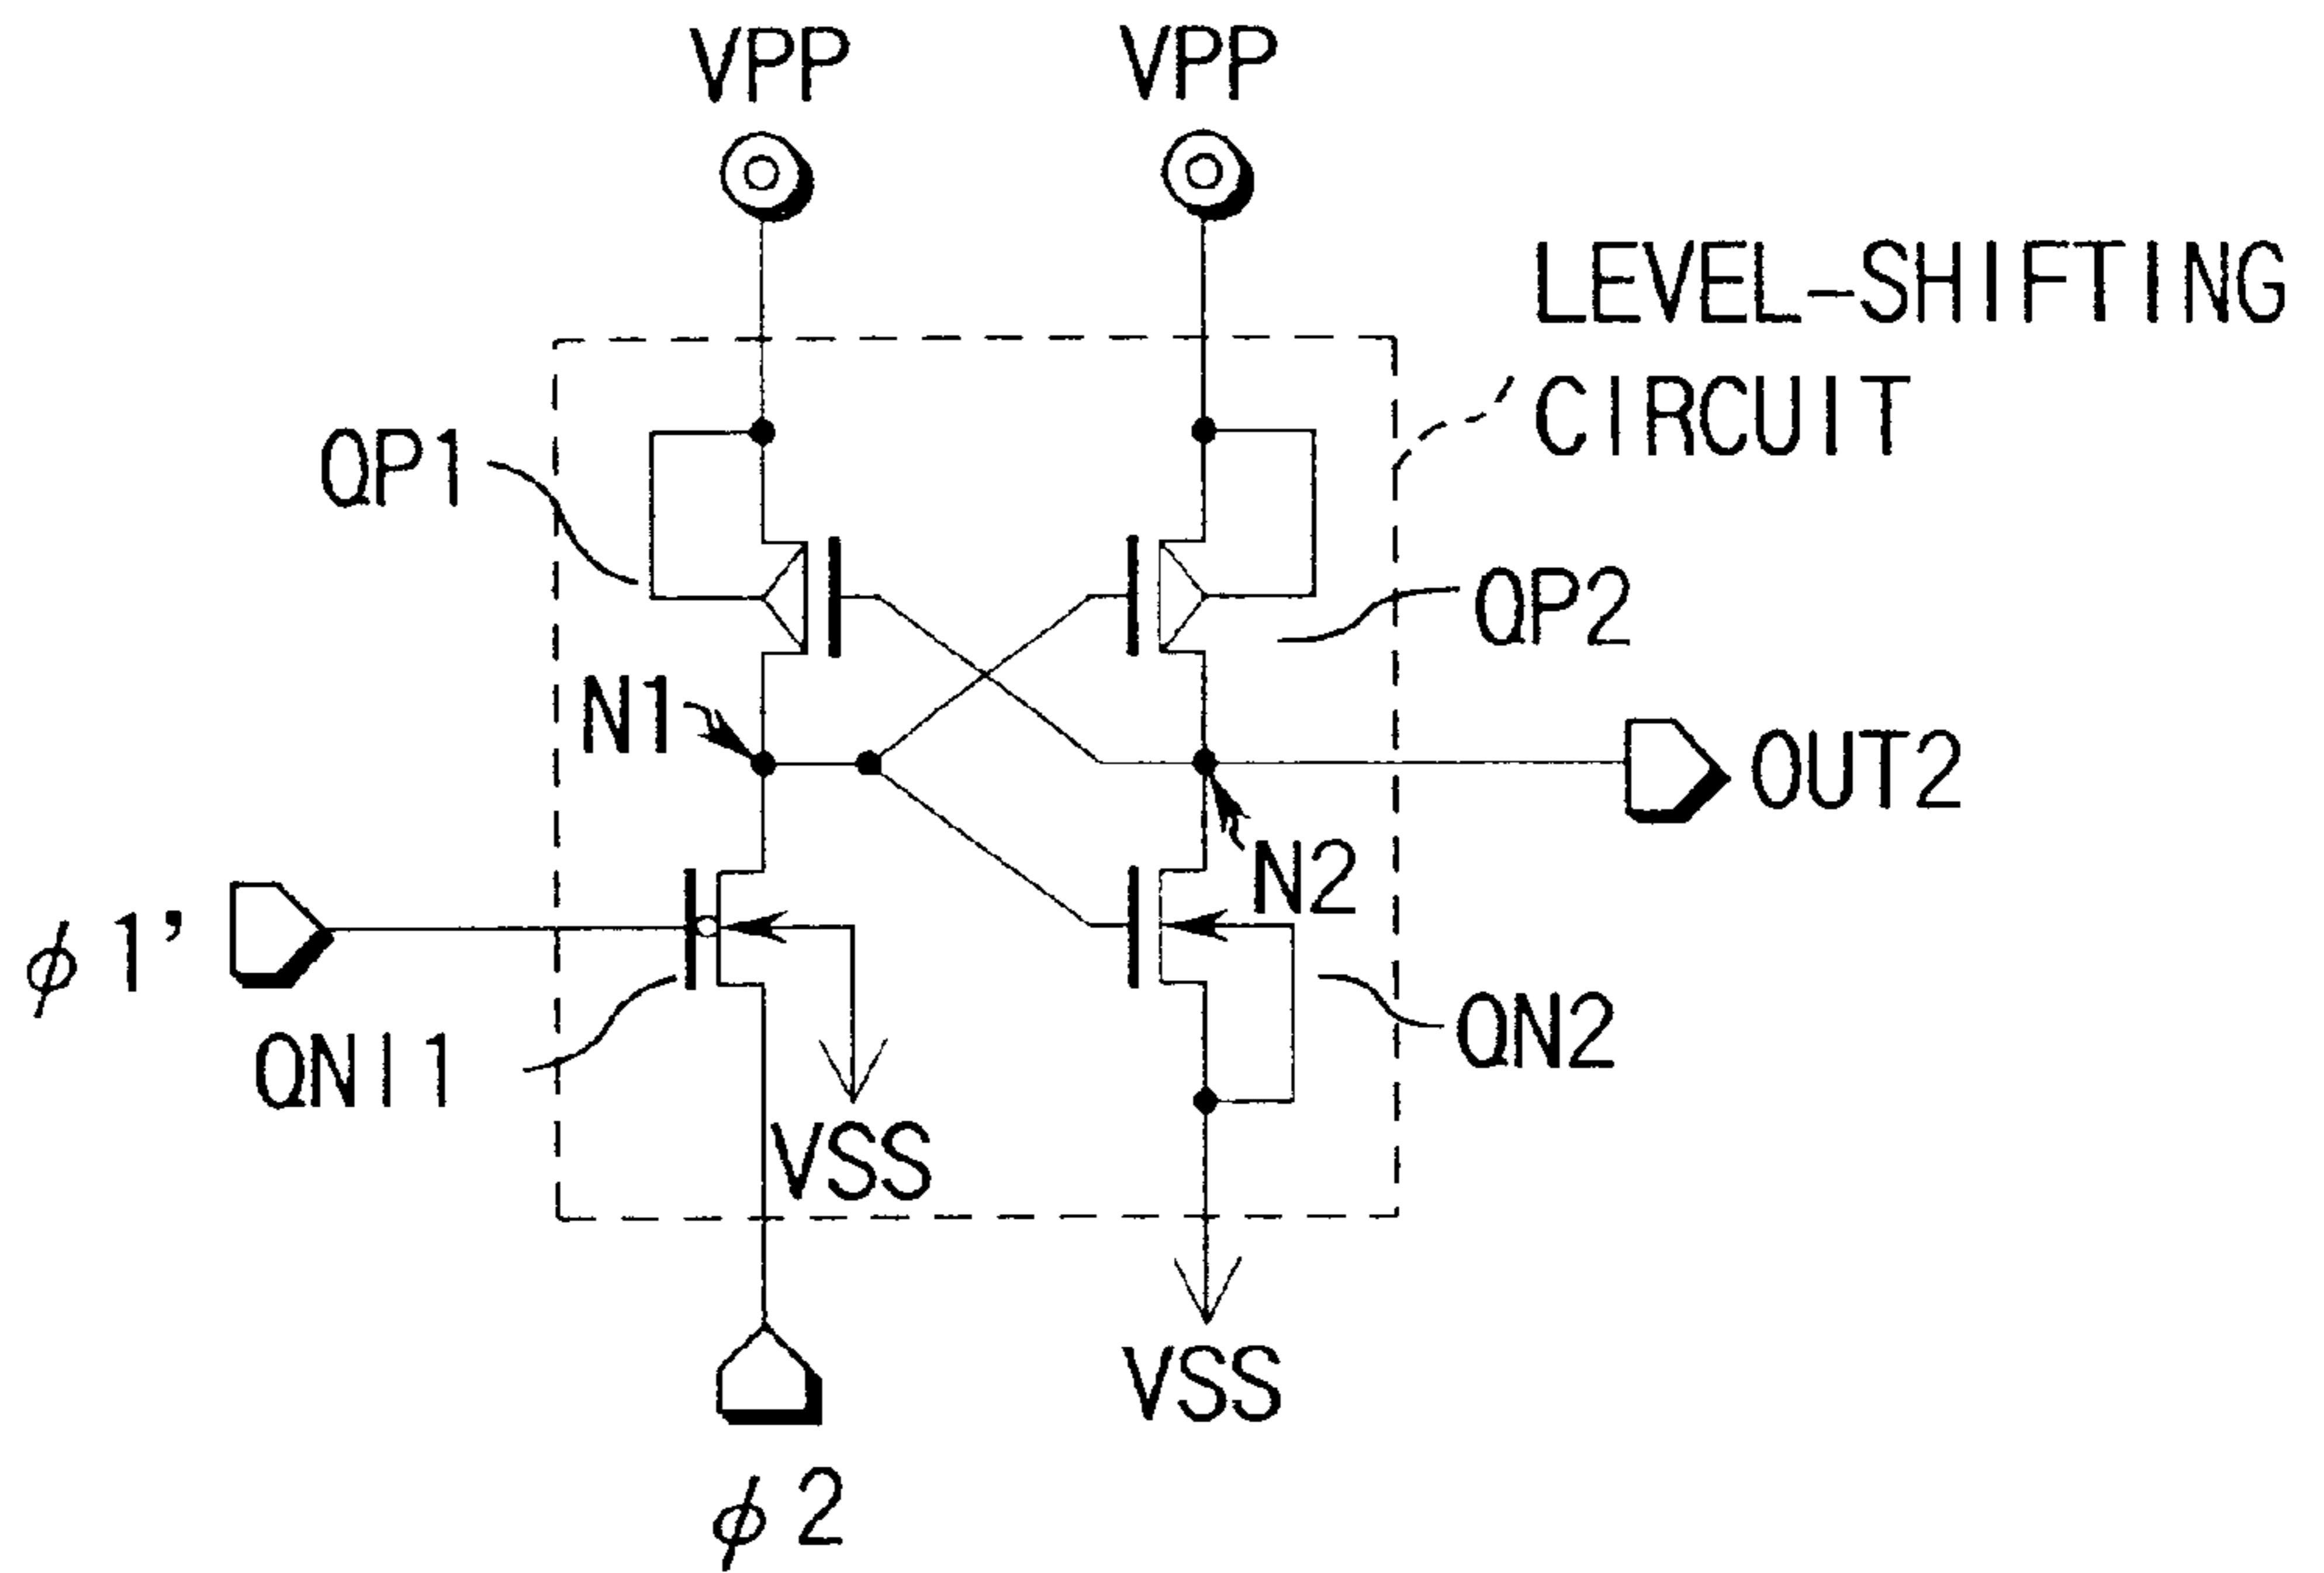 VPP
VPP
LEVEL-SHIFTING
CIRCUIT
QP1
QP2
N1
OUT2
N2
φ1'
QNI1
QN2
VSS
VSS
φ2